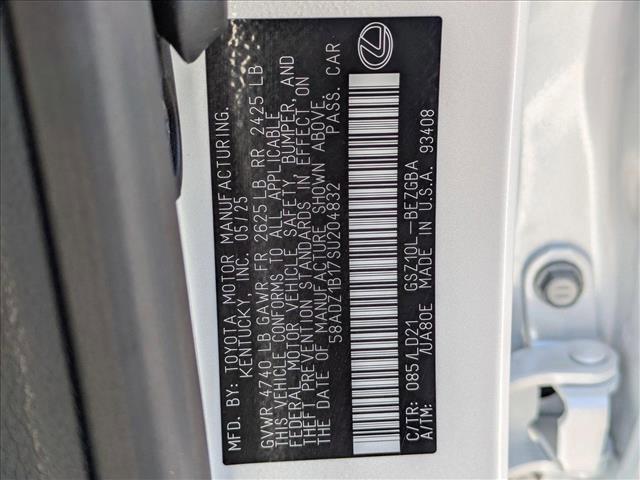 MFD. BY: TOYOTA MOTOR MANUFACTURING.
KENTUCKY, INC. 05/25
GVWR 4740 LB GAWR FR 2625 LB RR 2425 LB
THIS VEHICLE CONFORMS TO ALL APPLICABLE
FEDERAL MOTOR VEHICLE SAFETY, BUMPER, AND
THEFT PREVENTION STANDARDS IN EFFECT ON
THE DATE OF MANUFACTURE SHOWN ABOVE.
58ADZ1B17SU204832 PASS. CAR
C/TR: 085/LD21 GSZ10L-BEZGBA
A/TM: /UA80E MADE IN U.S.A. 93408